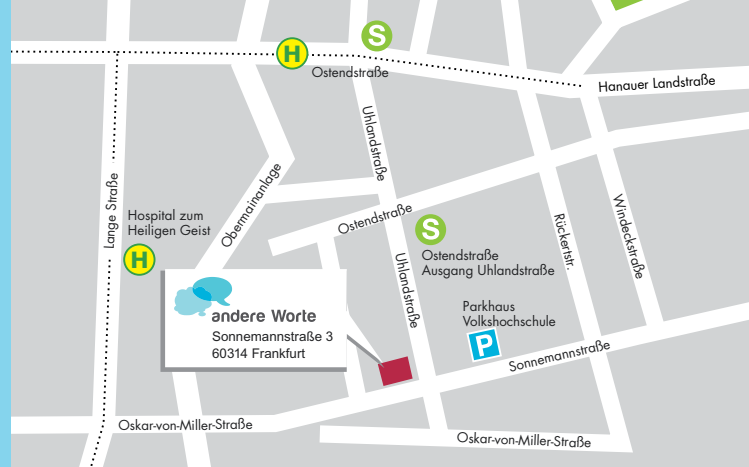 S
H
Ostendstraße
Hanauer Landstraße
Uhlandstraße
Obermainanlage
Lange Straße
Hospital zum
Heiligen Geist
H
Ostendstraße
S
Ostendstraße
Ausgang Uhlandstraße
Uhlandstraße
Rückertstr.
Windeckstraße
andere Worte
Sonnemannstraße 3
60314 Frankfurt
Parkhaus
Volkshochschule
P
Sonnemannstraße
Oskar-von-Miller-Straße
Oskar-von-Miller-Straße